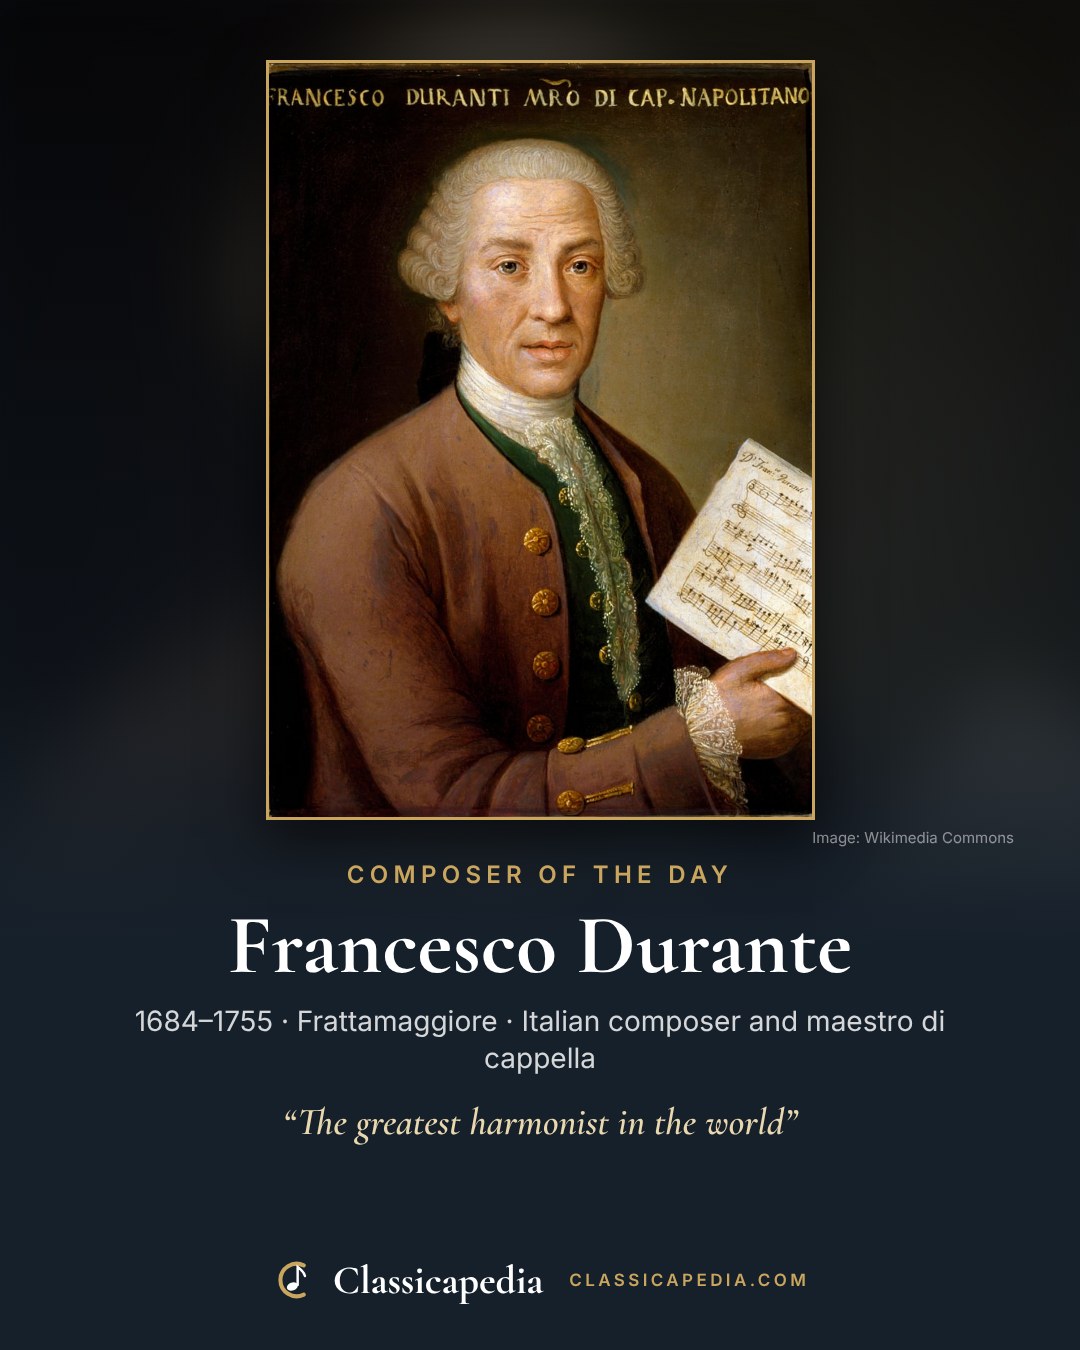 FRANCESCO DURANTI MRO DI CAP. NAPOLITANO
Image: Wikimedia Commons
COMPOSER OF THE DAY
Francesco Durante
1684–1755 · Frattamaggiore · Italian composer and maestro di
cappella
“The greatest harmonist in the world”
Classicapedia CLASSICAPEDIA.COM